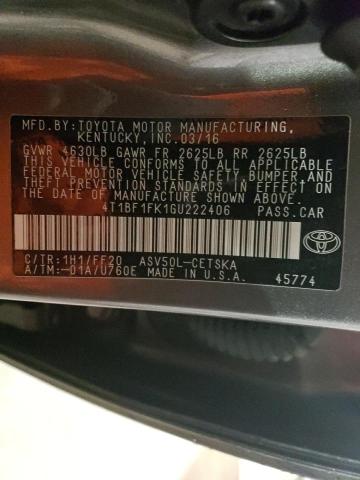 MFD.BY:TOYOTA MOTOR MANUFACTURING,
KENTUCKY, INC. 03/16
GVWR 4630LB GAWR FR 2625LB RR 2625LB
THIS VEHICLE CONFORMS TO ALL APPLICABLE
FEDERAL MOTOR VEHICLE SAFETY, BUMPER, AND
THEFT PREVENTION STANDARDS IN EFFECT ON
THE DATE OF MANUFACTURE SHOWN ABOVE.
4T1BF1FK1GU222406 PASS.CAR
C/TR:1H1/FF20 ASV50L-CETSKA
A/TM:-01A/U760E MADE IN U.S.A. 45774
TOYOTA